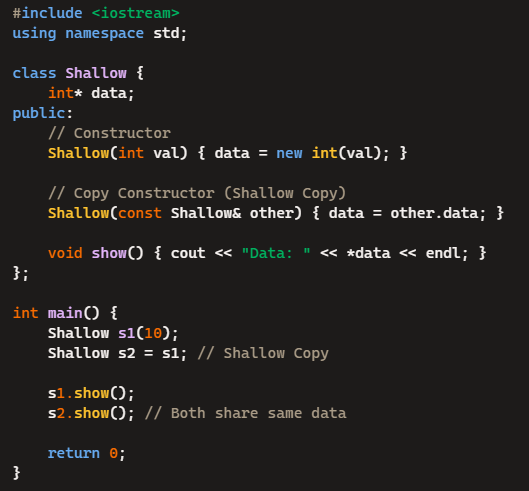 #include <iostream>
using namespace std;

class Shallow {
    int* data;
public:
    // Constructor
    Shallow(int val) { data = new int(val); }

    // Copy Constructor (Shallow Copy)
    Shallow(const Shallow& other) { data = other.data; }

    void show() { cout << "Data: " << *data << endl; }
};

int main() {
    Shallow s1(10);
    Shallow s2 = s1; // Shallow Copy

    s1.show();
    s2.show(); // Both share same data

    return 0;
}